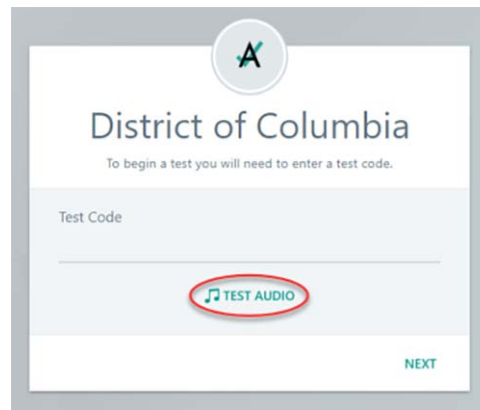 District of Columbia
To begin a test you will need to enter a test code.
Test Code
TEST AUDIO
NEXT